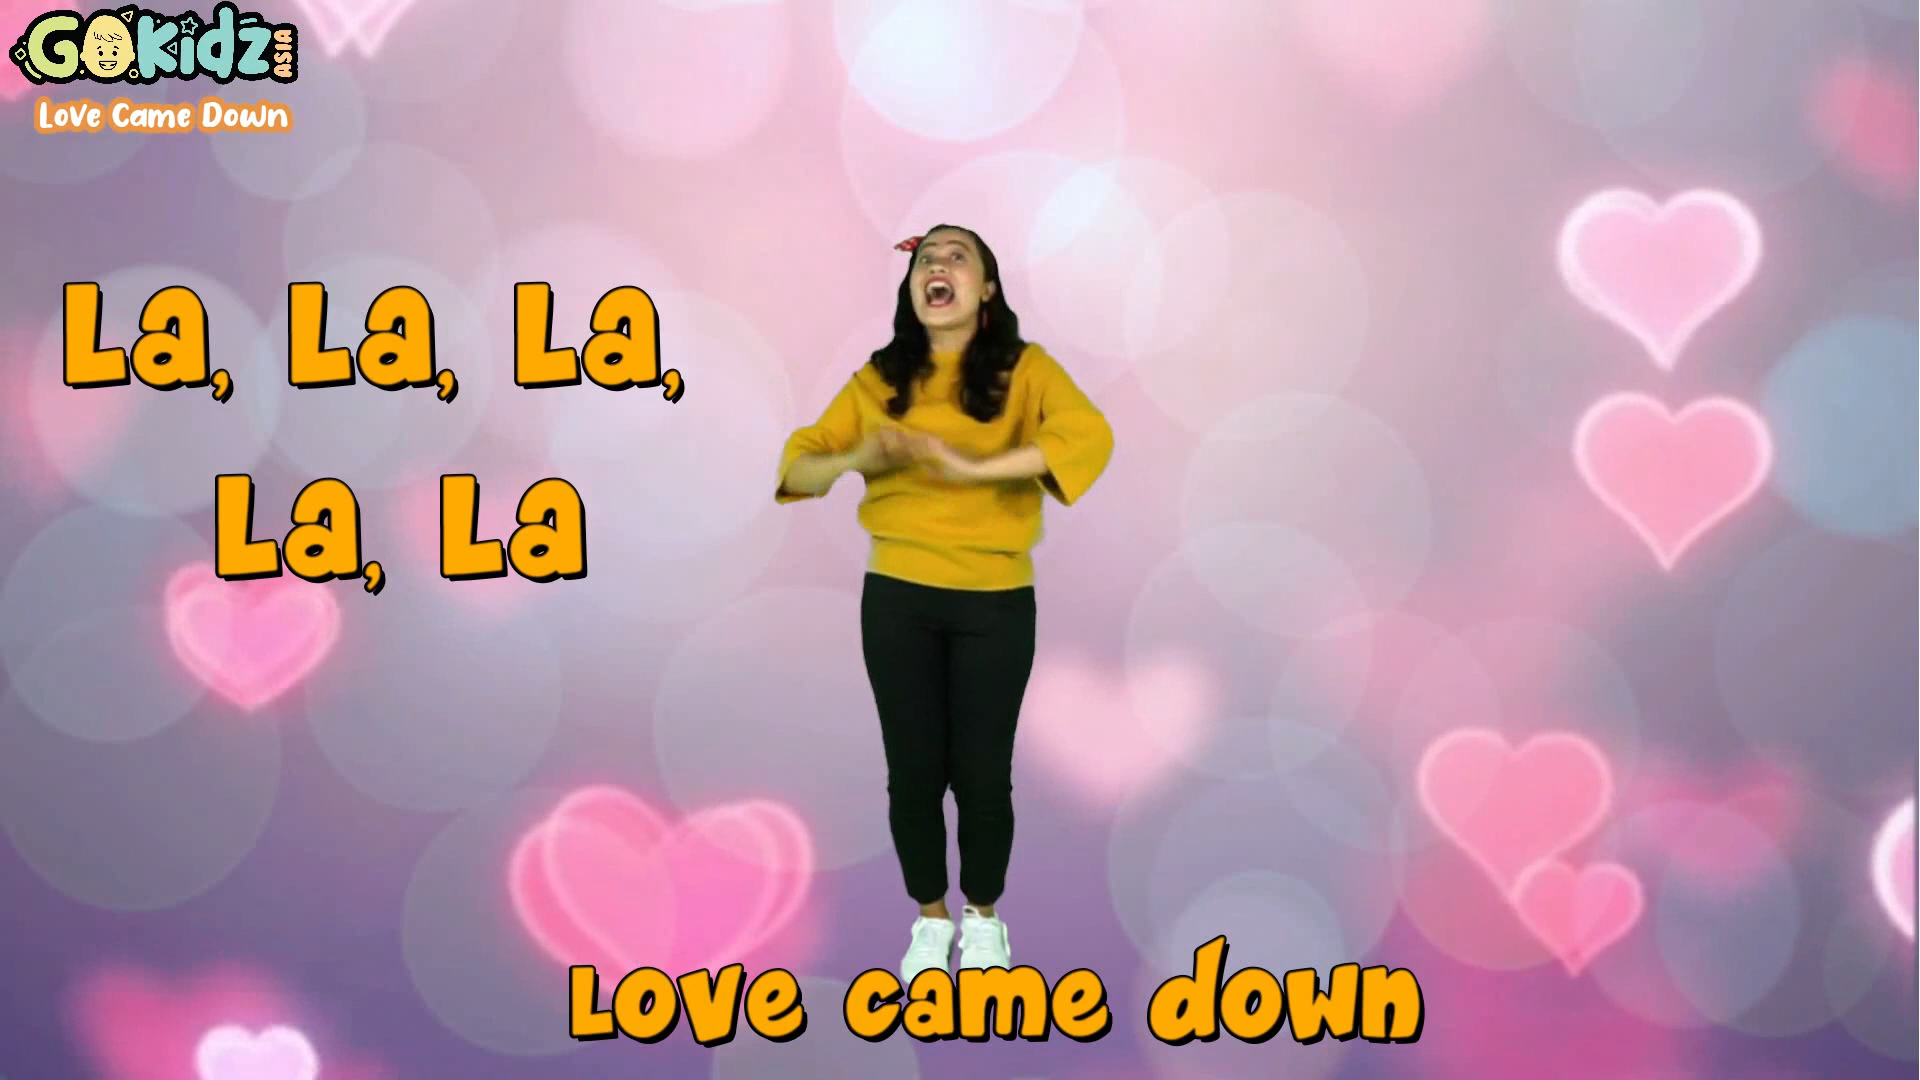 GOKidz ASIA
Love Came Down
La, La, La,
La, La
Love came down